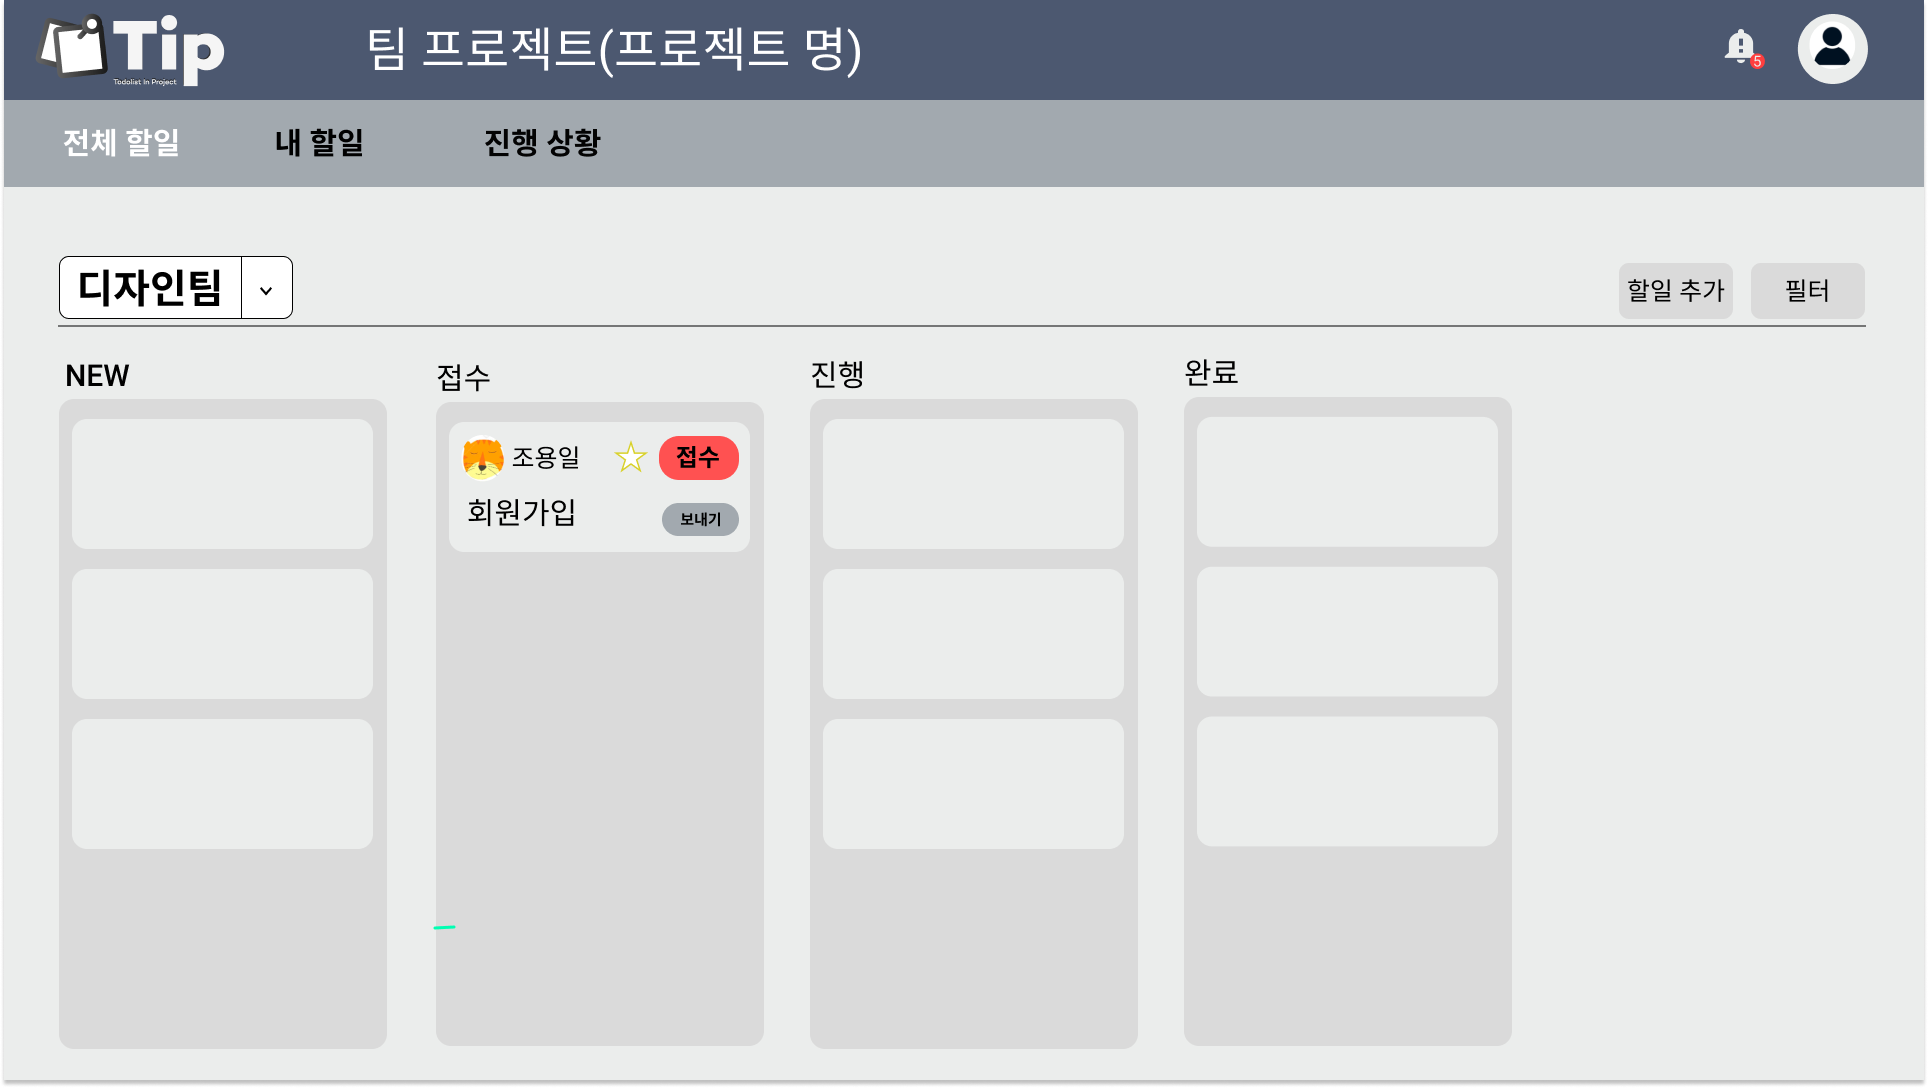 Tip
Todolist In Project
팀 프로젝트(프로젝트 명)
5
전체 할일 내 할일 진행 상황
디자인팀
할일 추가 필터
NEW 접수 진행 완료
조용일 접수
회원가입 보내기